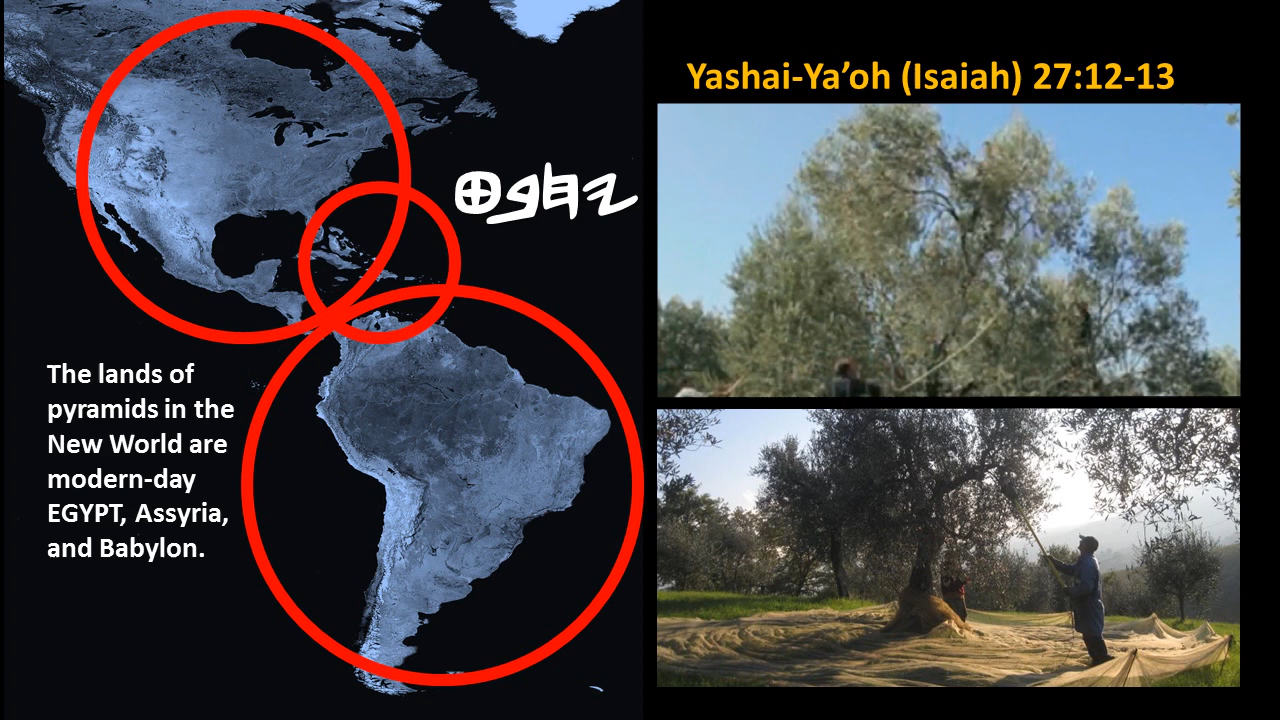 Yashai-Ya’oh (Isaiah) 27:12-13
𐤉𐤇𐤁𐤈
The lands of
pyramids in the
New World are
modern-day
EGYPT, Assyria,
and Babylon.